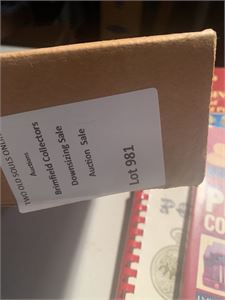 TWO OLD SOULS ONLINE
Auctions
Brimfield Collectors
Downsizing Sale
Auction Sale
Lot 981